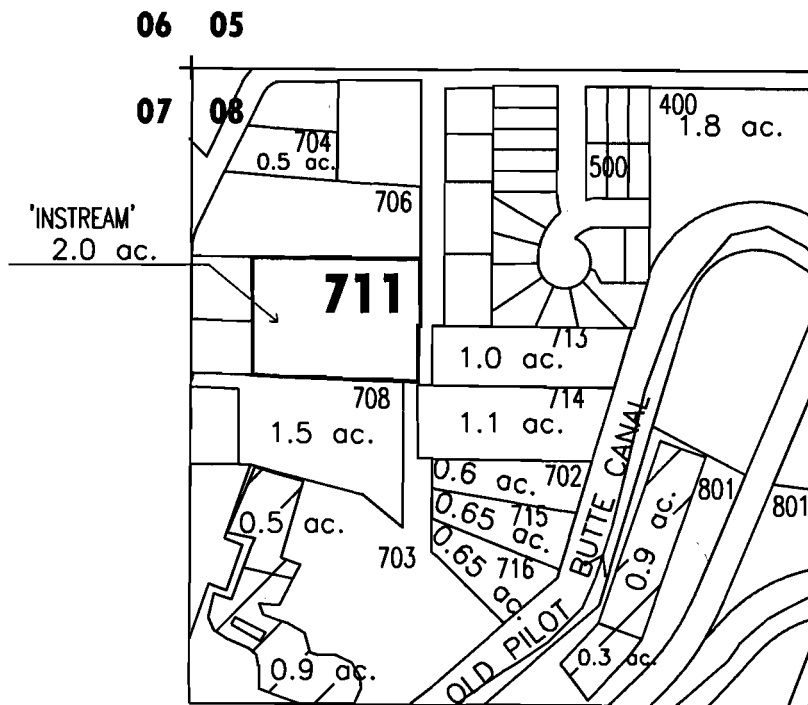 06 05
07 08
400
1.8 ac.
704
0.5 ac.
500
706
'INSTREAM'
2.0 ac.
711
713
1.0 ac.
708
714
1.5 ac.
1.1 ac.
0.6 ac. 702
801
801
0.65 ac.
715
0.5 ac.
0.9 ac.
703
0.65 ac.
716
OLD PILOT BUTTE CANAL
0.9 ac.
0.3 ac.